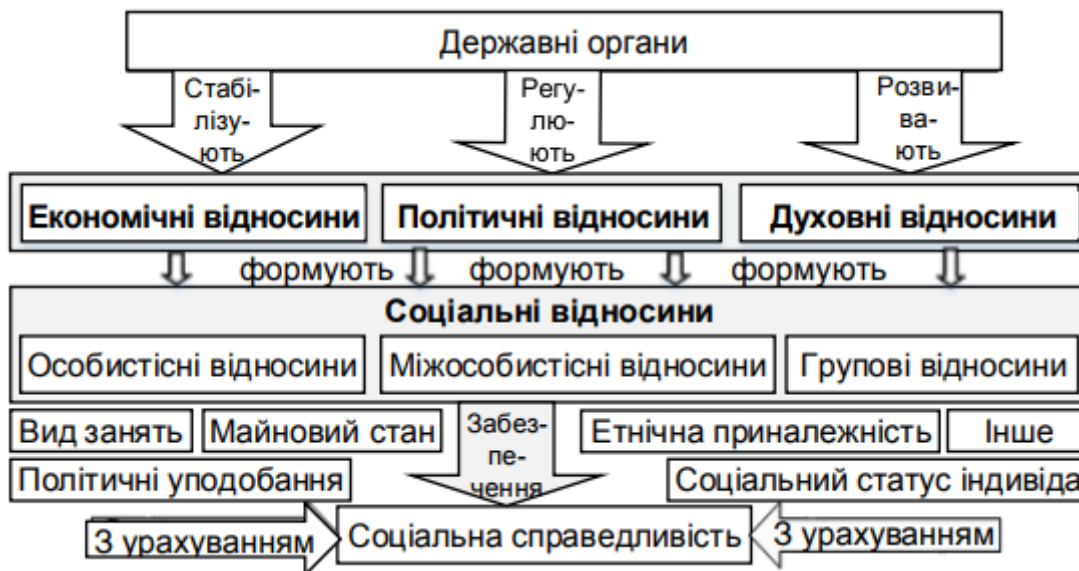 Державні органи
Стабі-
лізу-
ють
Регу-
лю-
ють
Розви-
ва-
ють
Економічні відносини
Політичні відносини
Духовні відносини
формують
формують
формують
Соціальні відносини
Особистісні відносини
Міжособистісні відносини
Групові відносини
Вид занять
Майновий стан
Забез-
пе-
чення
Етнічна приналежність
Інше
Політичні уподобання
Соціальний статус індивіда
З урахуванням
Соціальна справедливість
З урахуванням